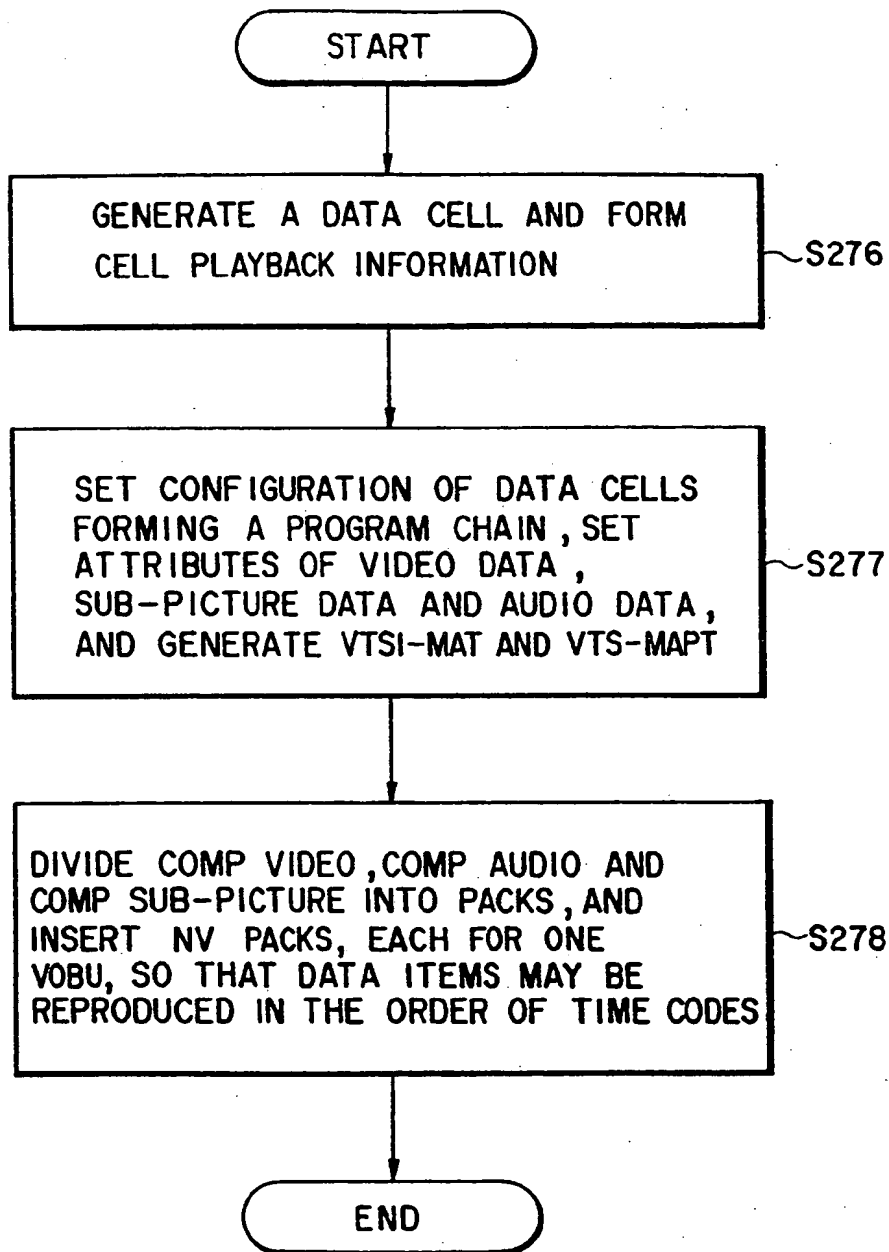 START
GENERATE A DATA CELL AND FORM
CELL PLAYBACK INFORMATION
S276
SET CONFIGURATION OF DATA CELLS
FORMING A PROGRAM CHAIN, SET
ATTRIBUTES OF VIDEO DATA,
SUB-PICTURE DATA AND AUDIO DATA,
AND GENERATE VTSI-MAT AND VTS-MAPT
S277
DIVIDE COMP VIDEO, COMP AUDIO AND
COMP SUB-PICTURE INTO PACKS, AND
INSERT NV PACKS, EACH FOR ONE
VOBU, SO THAT DATA ITEMS MAY BE
REPRODUCED IN THE ORDER OF TIME CODES
S278
END